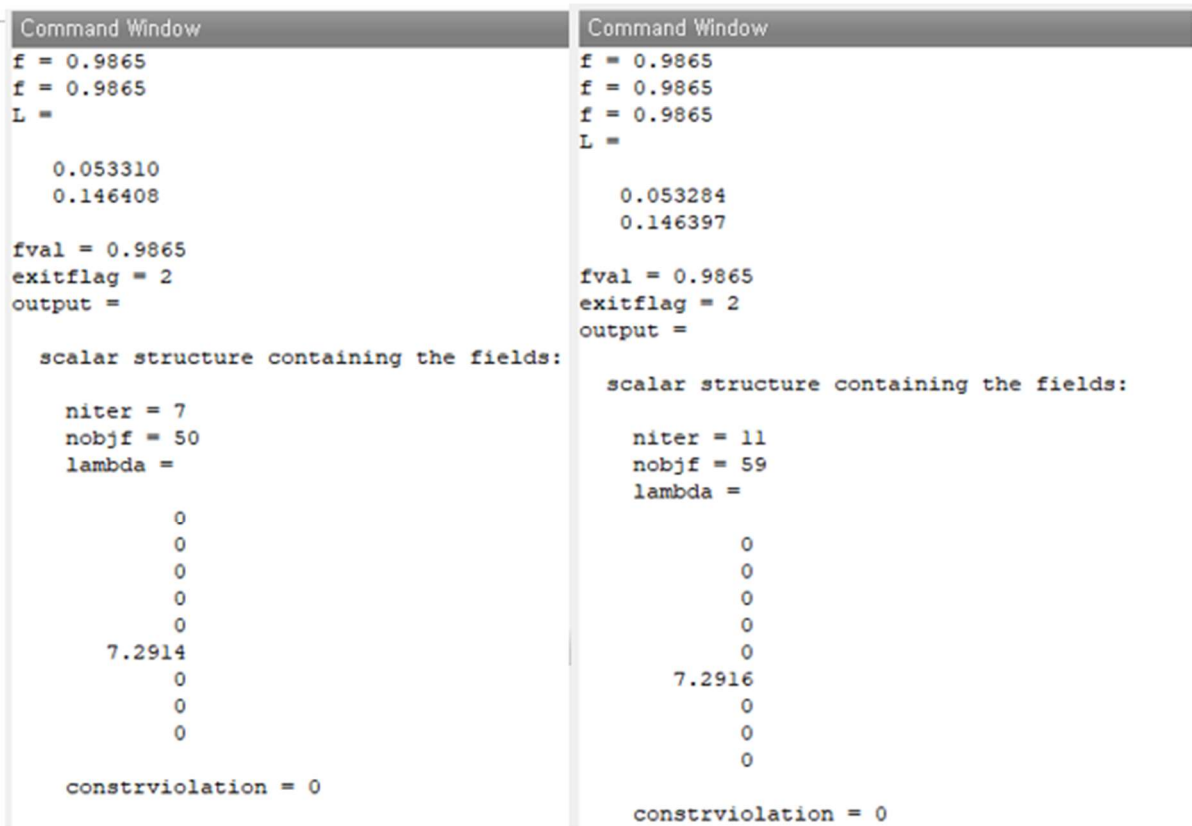 Command Window
f = 0.9865
f = 0.9865
L =
0.053310
0.146408
fval = 0.9865
exitflag = 2
output =
scalar structure containing the fields:
niter = 7
nobjf = 50
lambda =
0
0
0
0
0
7.2914
0
0
0
constrviolation = 0
Command Window
f = 0.9865
f = 0.9865
f = 0.9865
L =
0.053284
0.146397
fval = 0.9865
exitflag = 2
output =
scalar structure containing the fields:
niter = 11
nobjf = 59
lambda =
0
0
0
0
0
7.2916
0
0
0
constrviolation = 0